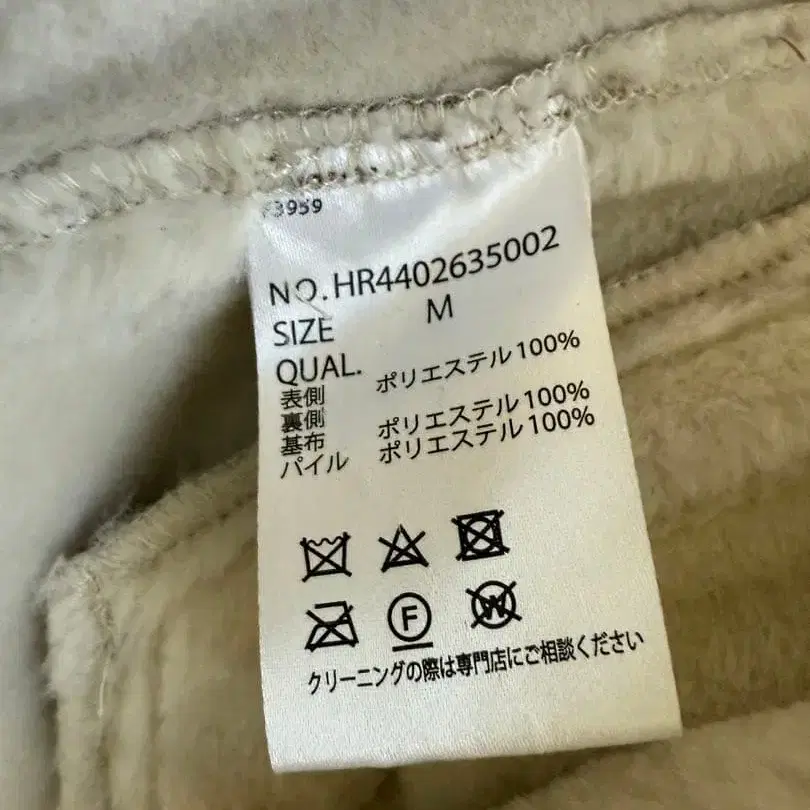 3959
NO.HR4402635002
SIZE M
QUAL.
表側 ポリエステル100%
裏側
基布 ポリエステル100%
パイル ポリエステル100%
F
W
クリーニングの際は専門店にご相談ください